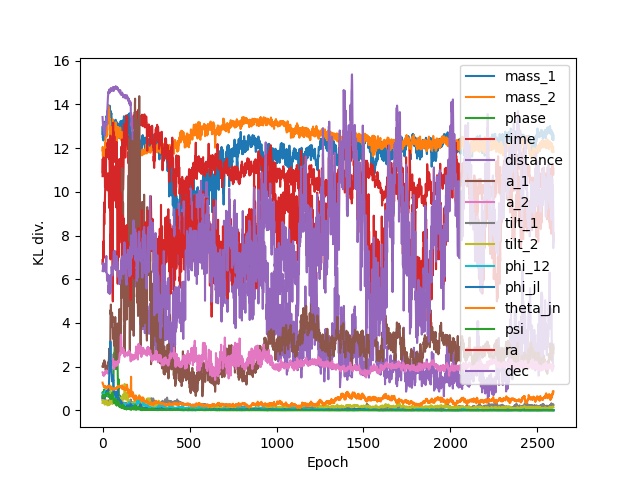 16
14
12
10
8
6
4
2
0
KL div.
0
500
1000
1500
2000
2500
Epoch
mass_1
mass_2
phase
time
distance
a_1
a_2
tilt_1
tilt_2
phi_12
phi_jl
theta_jn
psi
ra
dec